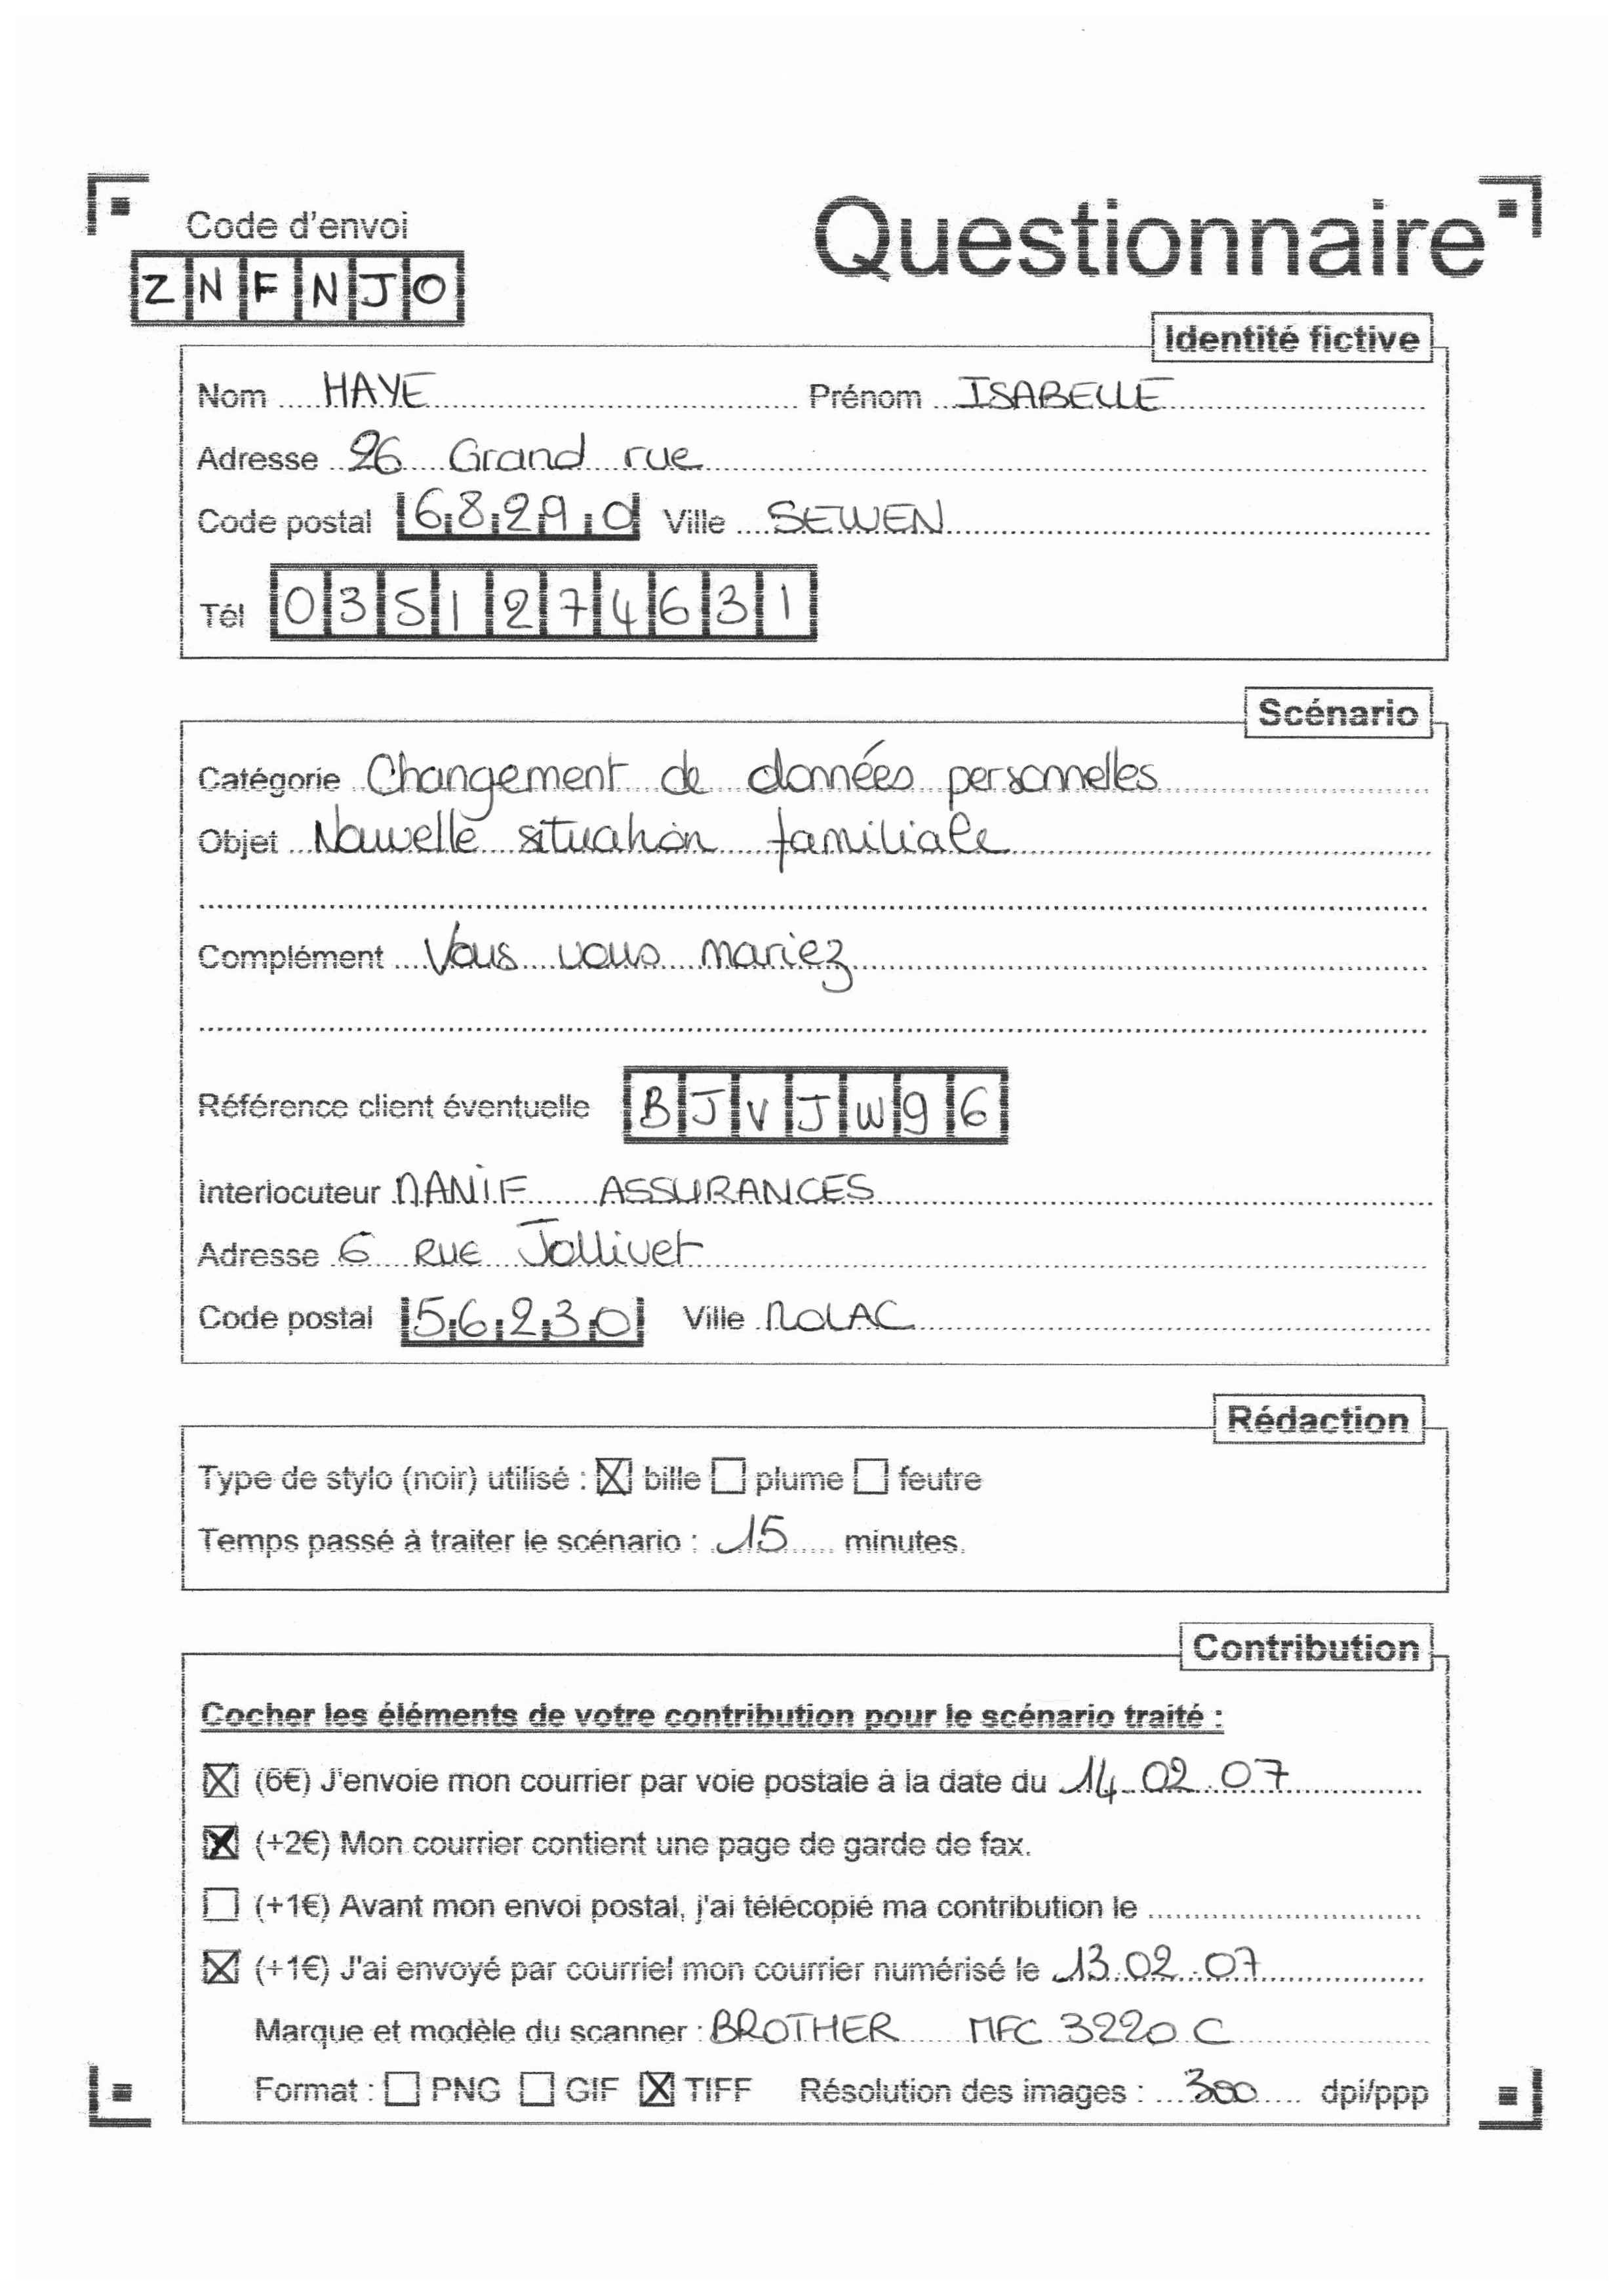 Questionnaire
Code d'envoi
ZNFNJO
Identité fictive
Nom HAYE Prénom ISABELLE
Adresse 26 Grand rue
Code postal 68290 Ville SEWEN
Tél 0351274631
Scénario
Catégorie Changement de données personnelles
Objet Nouvelle situation familiale
Complément Vous vous mariez
Référence client éventuelle BJVJW96
Interlocuteur MANiF ASSURANCES
Adresse 6 RUE Jollivet
Code postal 56230 Ville MOLAC
Rédaction
Type de stylo (noir) utilisé : ☒ bille ☐ plume ☐ feutre
Temps passé à traiter le scénario : 15 minutes.
Contribution
Cocher les éléments de votre contribution pour le scénario traité :
☒ (6€) J'envoie mon courrier par voie postale à la date du 14.02.07
☒ (+2€) Mon courrier contient une page de garde de fax.
☐ (+1€) Avant mon envoi postal, j'ai télécopié ma contribution le
☒ (+1€) J'ai envoyé par courriel mon courrier numérisé le 13.02.07
Marque et modèle du scanner : BROTHER MFC 3220 C
Format : ☐ PNG ☐ GIF ☒ TIFF Résolution des images : 300 dpi/ppp